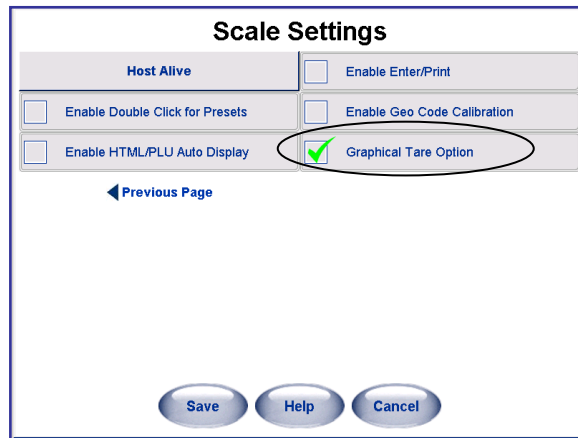 Scale Settings
Host Alive
Enable Enter/Print
Enable Double Click for Presets
Enable Geo Code Calibration
Enable HTML/PLU Auto Display
Graphical Tare Option
Previous Page
Save
Help
Cancel